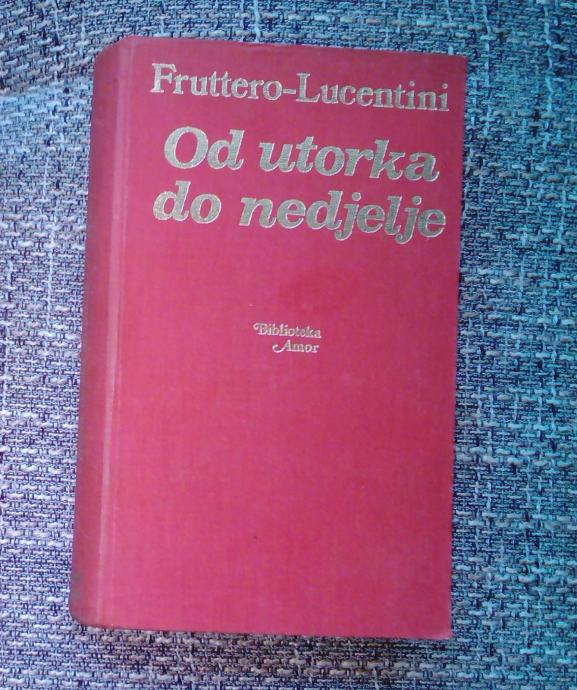 Fruttero-Lucentini
Od utorka
do nedjelje
Biblioteka
Amor